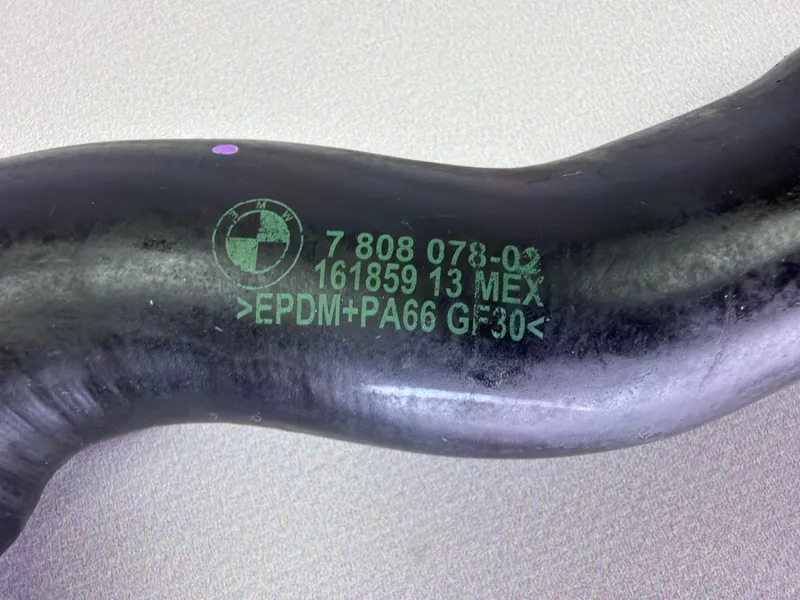 BMW
7 808 078-02
161859 13 MEX
>EPDM+PA66 GF30<